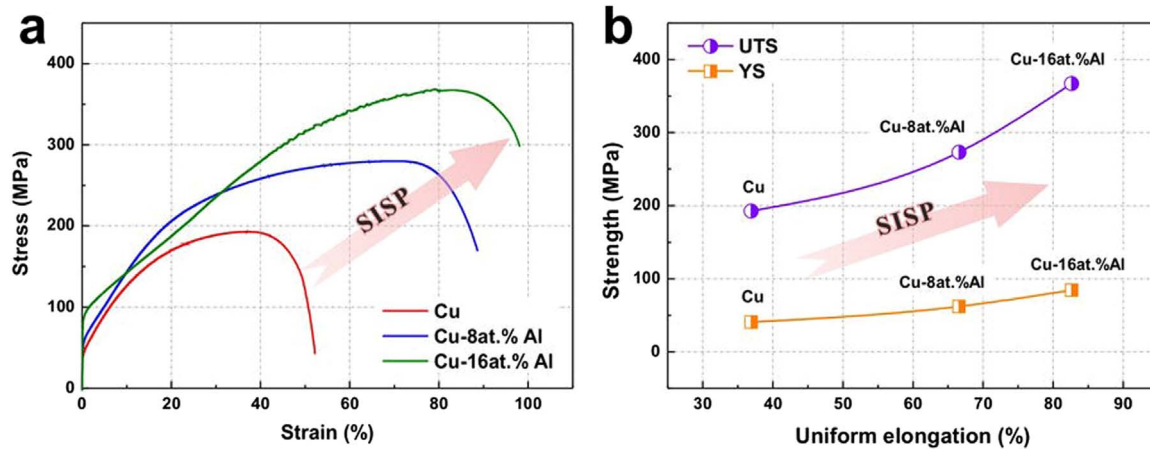 a
Stress (MPa)
400
300
200
100
0
0 20 40 60 80 100
Strain (%)
SISP
Cu
Cu-8at.% Al
Cu-16at.% Al
b
Strength (MPa)
400
300
200
100
0
30 40 50 60 70 80 90
Uniform elongation (%)
UTS
YS
Cu
Cu-8at.%Al
Cu-16at.%Al
SISP
Cu
Cu-8at.%Al
Cu-16at.%Al